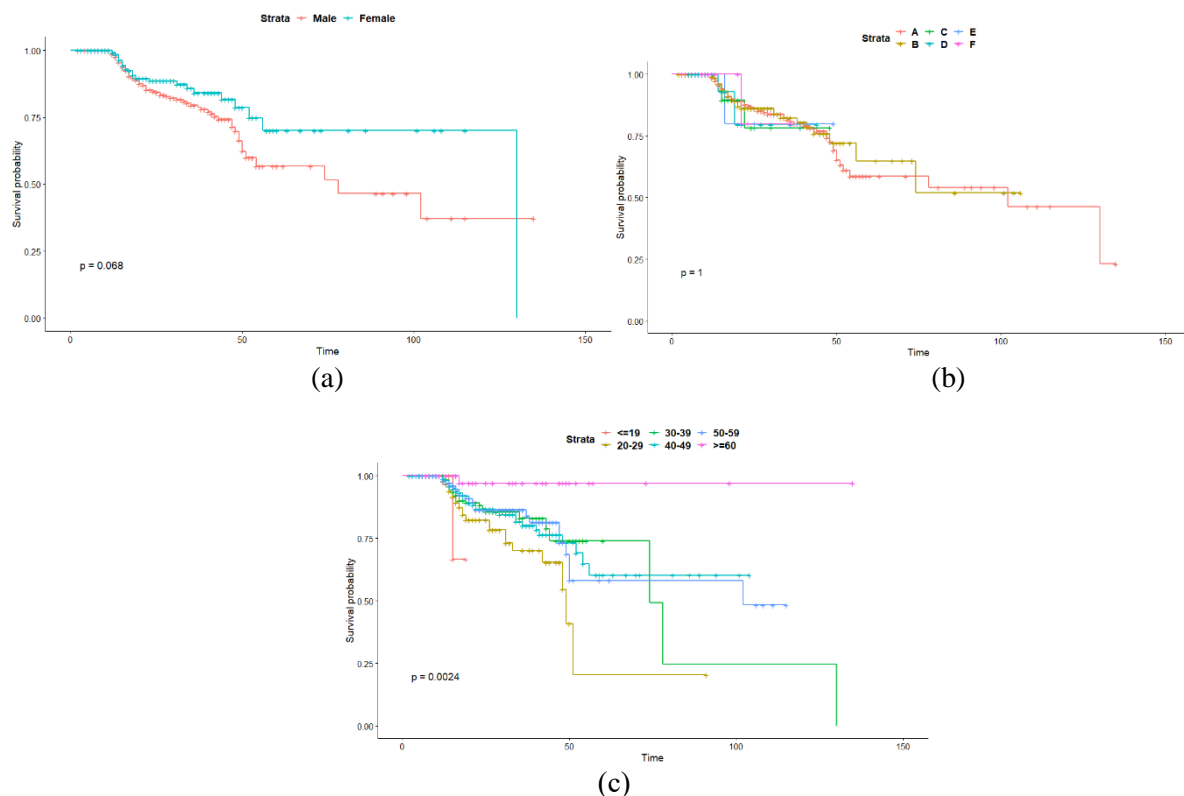 Strata Male Female
1.00
0.75
0.50
0.25
0.00
Survival probability
p = 0.068
0 50 100 150
Time
(a)
Strata A C E
B D F
1.00
0.75
0.50
0.25
0.00
Survival probability
p = 1
0 50 100 150
Time
(b)
Strata <=19 30-39 50-59
20-29 40-49 >=60
1.00
0.75
0.50
0.25
0.00
Survival probability
p = 0.0024
0 50 100 150
Time
(c)